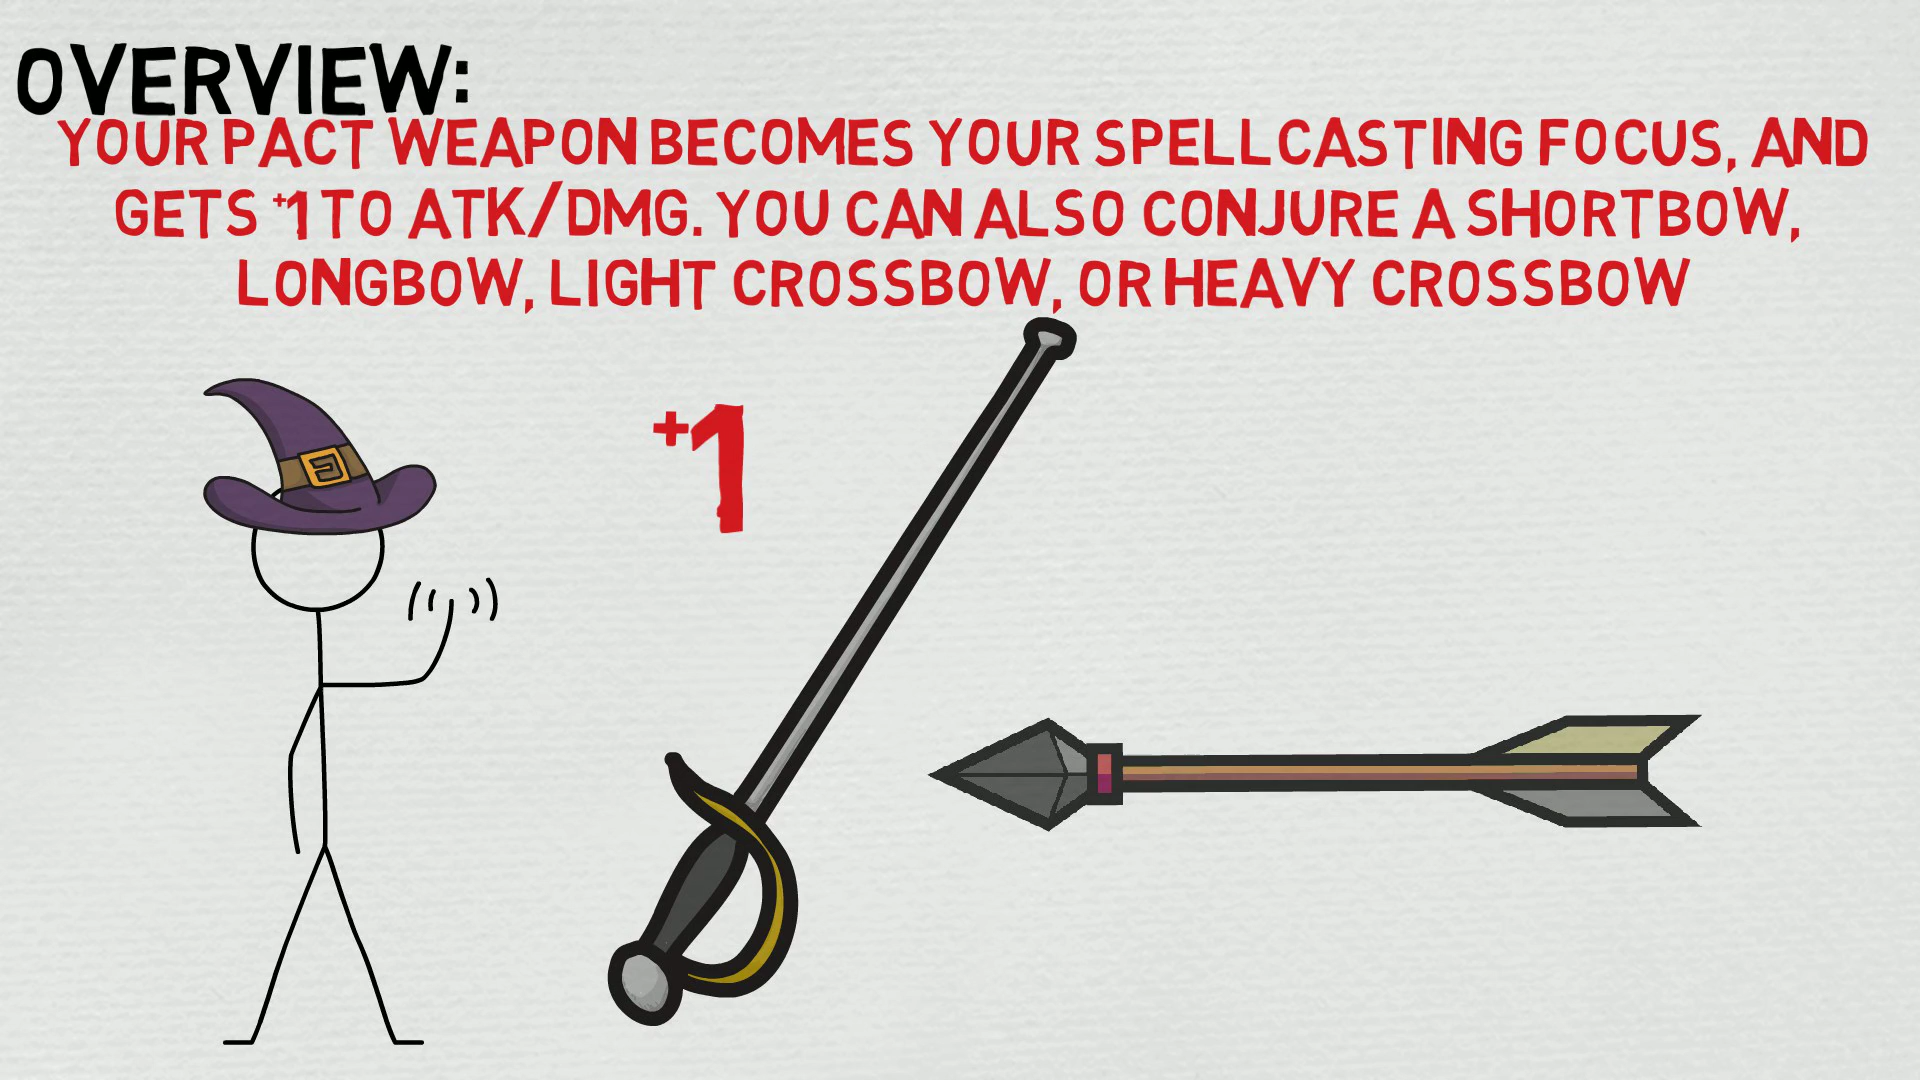 OVERVIEW:
YOUR PACT WEAPON BECOMES YOUR SPELLCASTING FOCUS, AND
GETS +1 TO ATK/DMG. YOU CAN ALSO CONJURE A SHORTBOW,
LONGBOW, LIGHT CROSSBOW, OR HEAVY CROSSBOW
+1